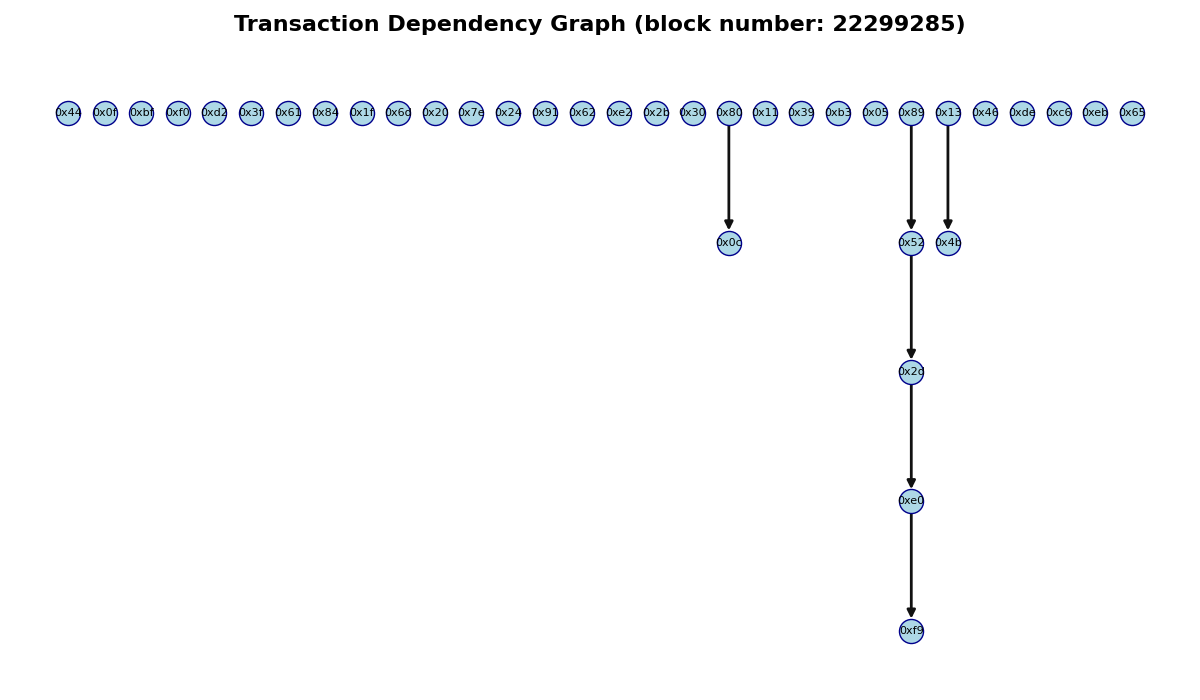 Transaction Dependency Graph (block number: 22299285)
0x44 0x0f 0xbf 0xf0 0xd2 0x3f 0x61 0x84 0x1f 0x6d 0x20 0x7e 0x24 0x91 0x62 0xe2 0x2b 0x30 0x80 0x11 0x39 0xb3 0x05 0x89 0x13 0x46 0xde 0xc6 0xeb 0x65
0x0c 0x52 0x4b
0x2d
0xe0
0xf9